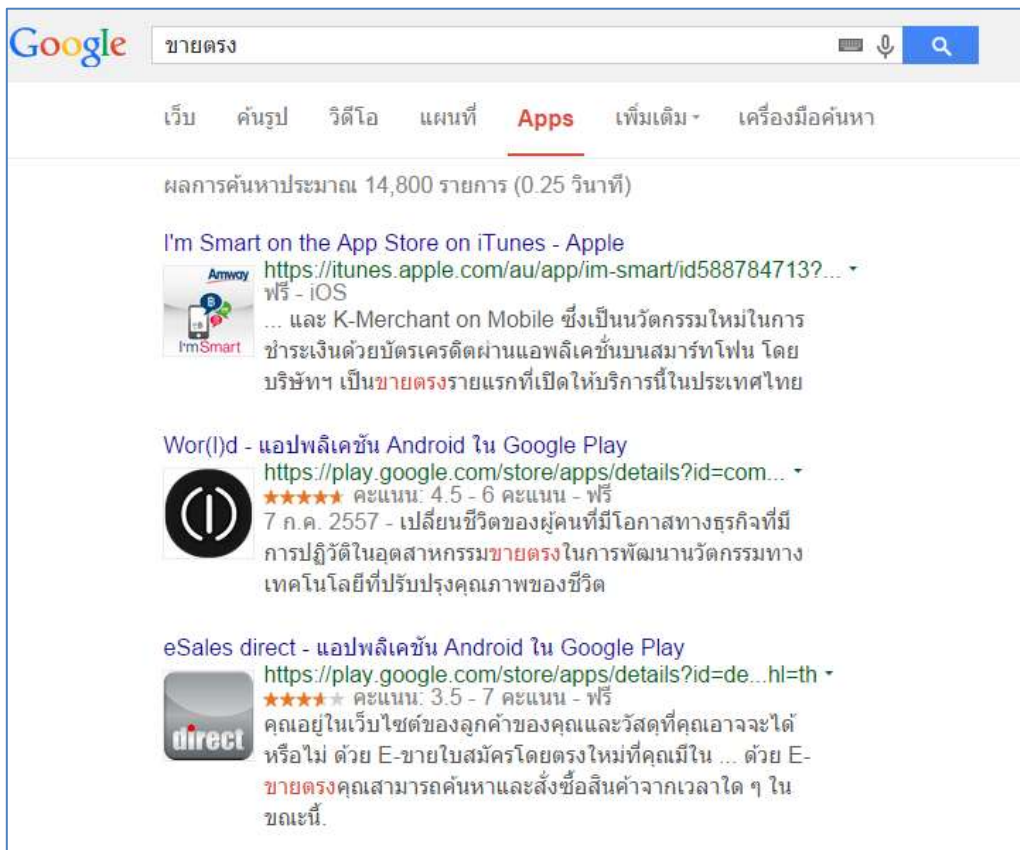 Google ขายตรง
เว็บ ค้นรูป วิดีโอ แผนที่ Apps เพิ่มเติม เครื่องมือค้นหา
ผลการค้นหาประมาณ 14,800 รายการ (0.25 วินาที)
I'm Smart on the App Store on iTunes - Apple
Amway
I'm Smart
https://itunes.apple.com/au/app/im-smart/id588784713?...
ฟรี - iOS
... และ K-Merchant on Mobile ซึ่งเป็นนวัตกรรมใหม่ในการ
ชำระเงินด้วยบัตรเครดิตผ่านแอพลิเคชั่นบนสมาร์ทโฟน โดย
บริษัทฯ เป็นขายตรงรายแรกที่เปิดให้บริการนี้ในประเทศไทย
Wor(l)d - แอปพลิเคชัน Android ใน Google Play
https://play.google.com/store/apps/details?id=com...
คะแนน: 4.5 - 6 คะแนน - ฟรี
7 ก.ค. 2557 - เปลี่ยนชีวิตของผู้คนที่มีโอกาสทางธุรกิจที่มี
การปฏิวัติในอุตสาหกรรมขายตรงในการพัฒนานวัตกรรมทาง
เทคโนโลยีที่ปรับปรุงคุณภาพของชีวิต
eSales direct - แอปพลิเคชัน Android ใน Google Play
direct
https://play.google.com/store/apps/details?id=de...hl=th
คะแนน: 3.5 - 7 คะแนน - ฟรี
คุณอยู่ในเว็บไซต์ของลูกค้าของคุณและวัสดุที่คุณอาจจะได้
หรือไม่ ด้วย E-ขายใบสมัครโดยตรงใหม่ที่คุณมีใน ... ด้วย E-
ขายตรงคุณสามารถค้นหาและสั่งซื้อสินค้าจากเวลาใด ๆ ใน
ขณะนี้.